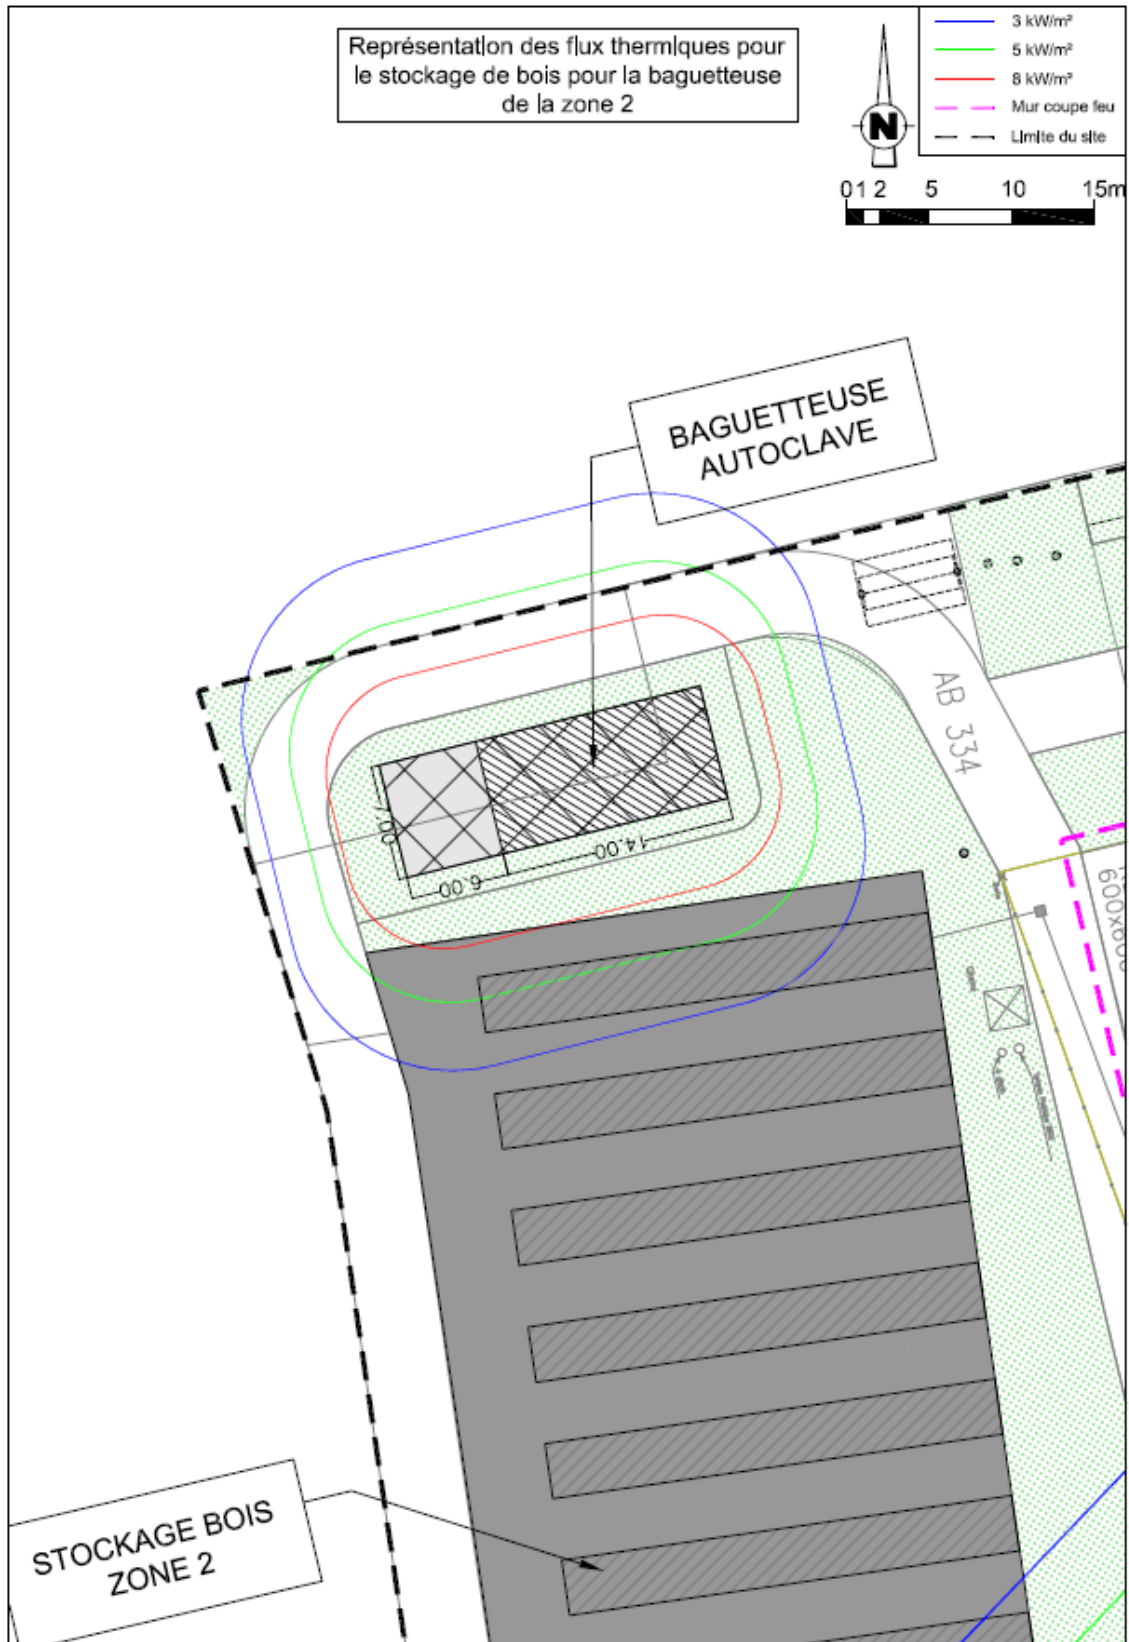 Représentation des flux thermiques pour
le stockage de bois pour la baguetteuse
de la zone 2
3 kW/m²
5 kW/m²
8 kW/m²
Mur coupe feu
Limite du site
N
0 1 2 5 10 15m
BAGUETTEUSE
AUTOCLAVE
AB 334
7.00
6.00
14.00
STOCKAGE BOIS
ZONE 2